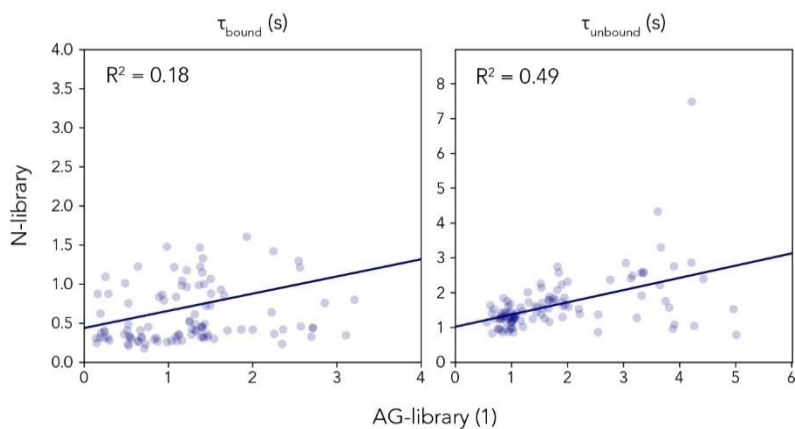 τbound (s)
τunbound (s)
R² = 0.18
R² = 0.49
N-library
4.0
3.5
3.0
2.5
2.0
1.5
1.0
0.5
0.0
0 1 2 3 4
8
7
6
5
4
3
2
1
0
0 1 2 3 4 5 6
AG-library (1)